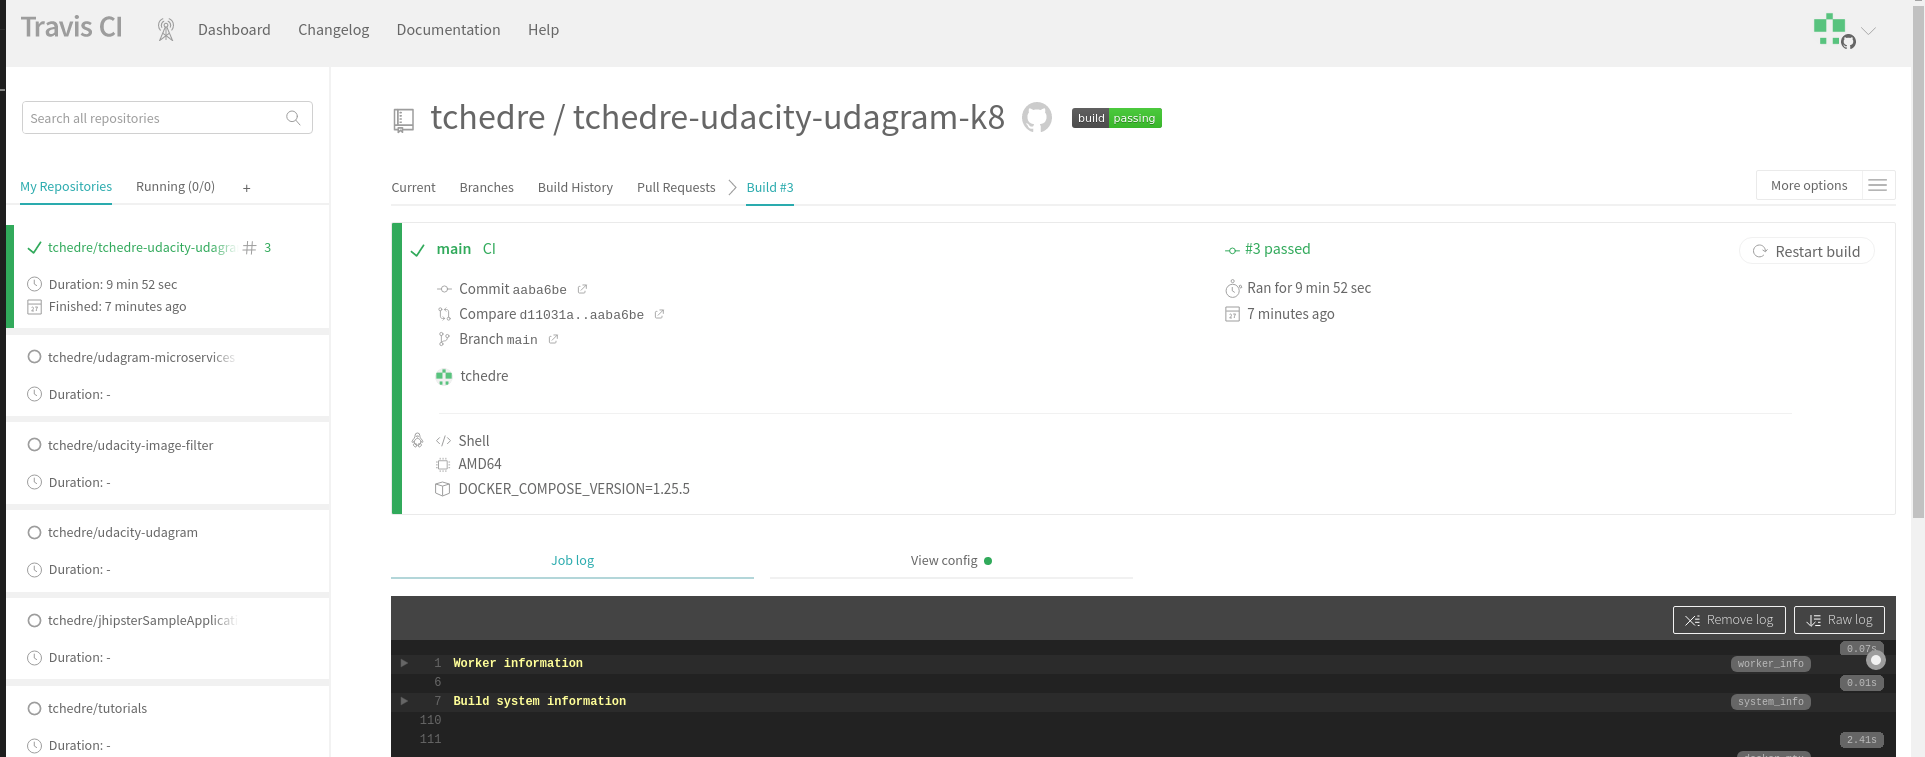 Travis CI
Dashboard Changelog Documentation Help
Search all repositories
My Repositories Running (0/0) +
tchedre/tchedre-udacity-udagra # 3
Duration: 9 min 52 sec
Finished: 7 minutes ago
tchedre/udagram-microservices
Duration: -
tchedre/udacity-image-filter
Duration: -
tchedre/udacity-udagram
Duration: -
tchedre/jhipsterSampleApplicati
Duration: -
tchedre/tutorials
Duration: -
tchedre / tchedre-udacity-udagram-k8 build passing
Current Branches Build History Pull Requests Build #3
More options
main CI
Commit aaba6be
Compare d11031a..aaba6be
Branch main
tchedre
#3 passed
Ran for 9 min 52 sec
7 minutes ago
Restart build
Shell
AMD64
DOCKER_COMPOSE_VERSION=1.25.5
Job log View config
Remove log Raw log
0.07s
1 Worker information worker_info
6 0.01s
7 Build system information system_info
110
111 2.41s